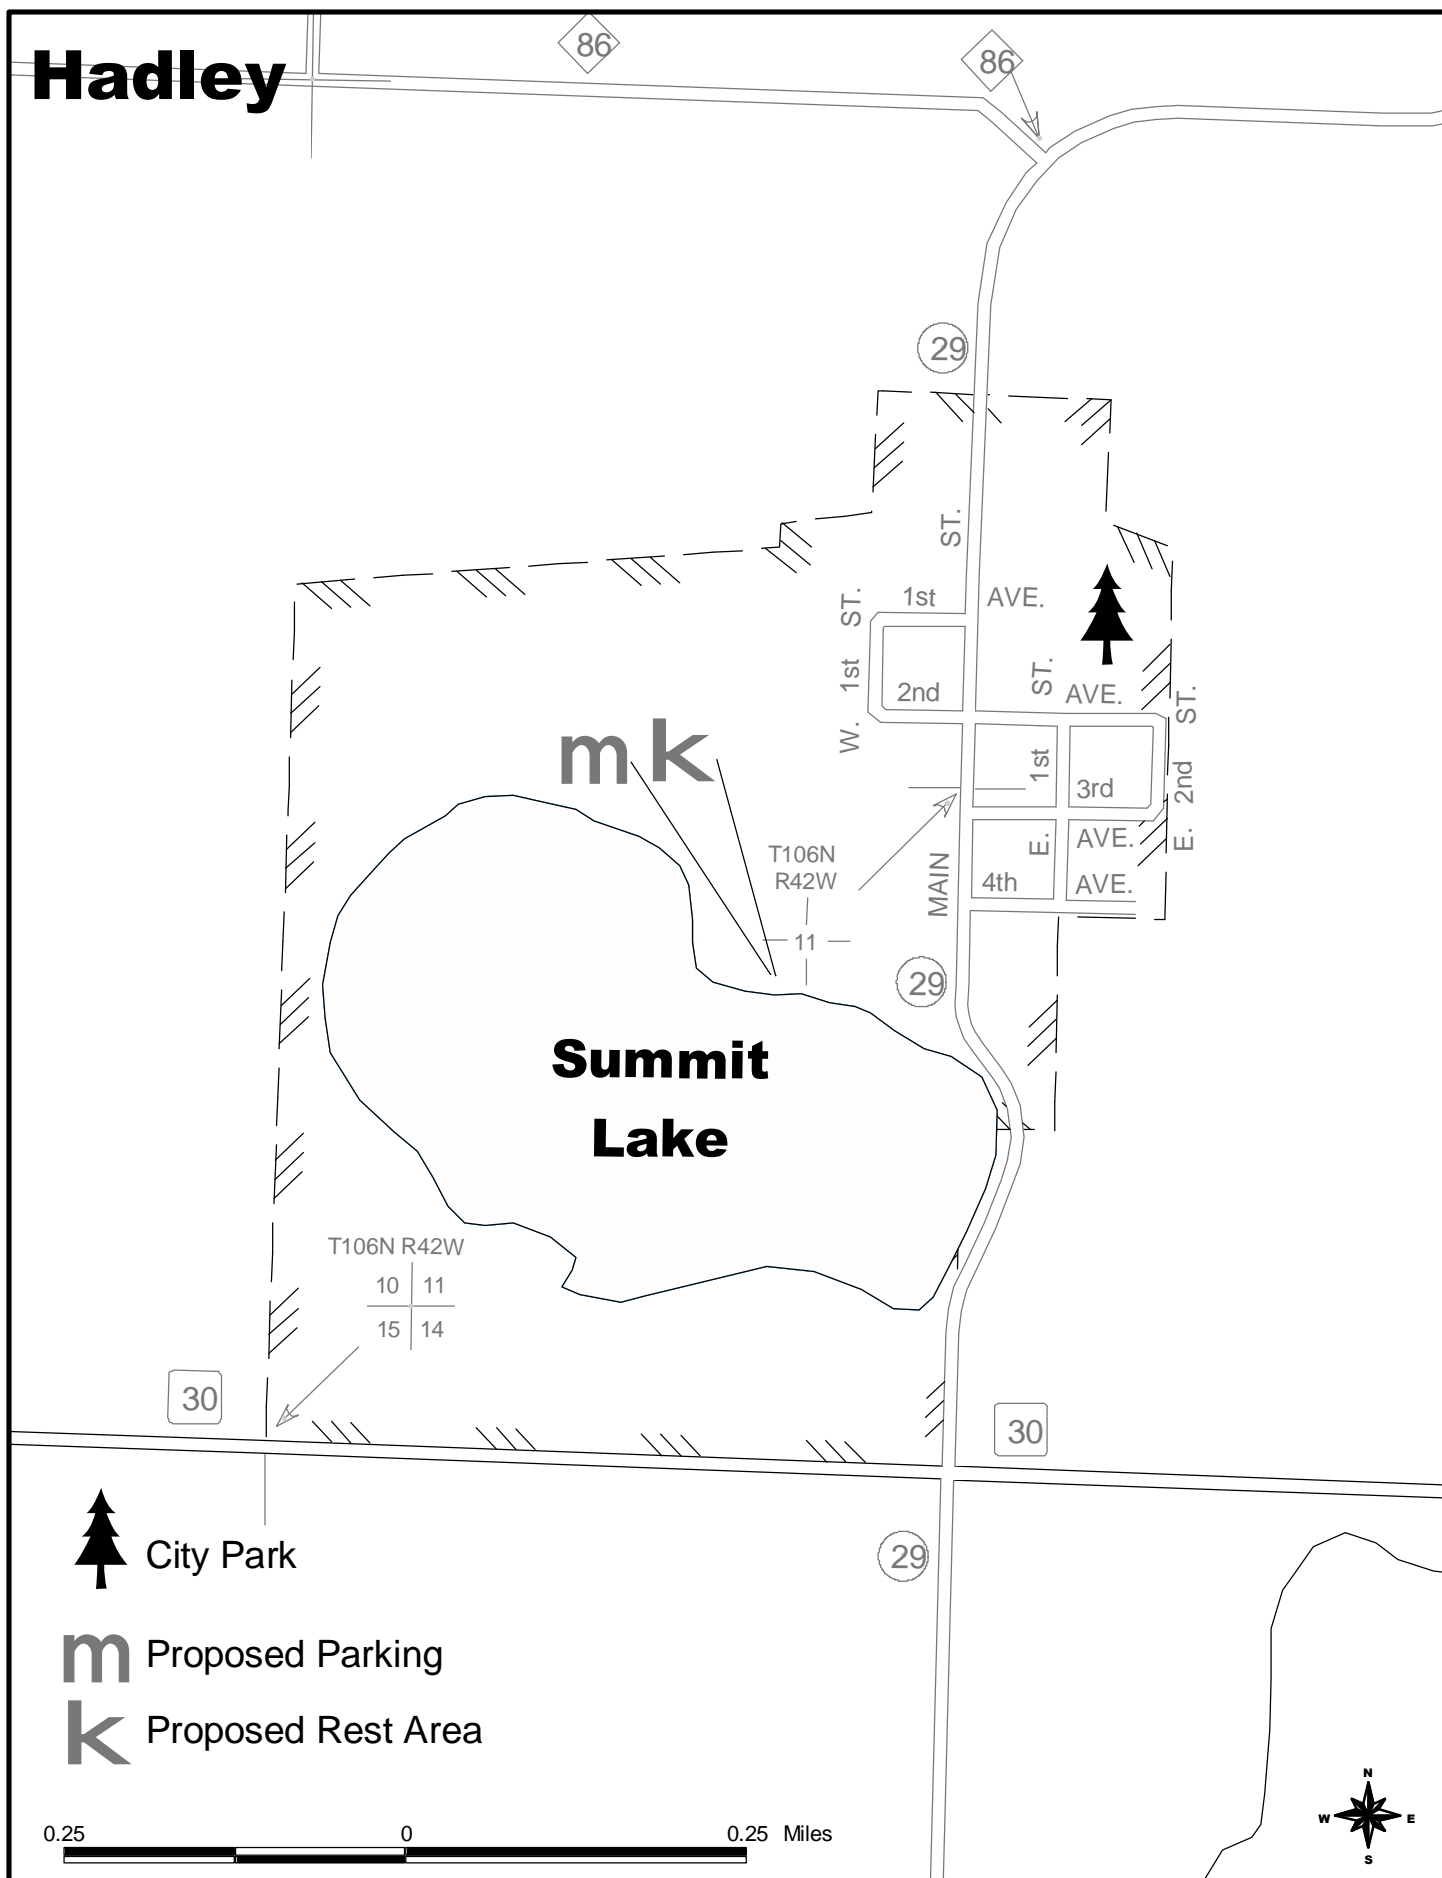 Hadley
86
86
29
ST.
1st
AVE.
ST.
1st
W.
2nd
ST.
AVE.
ST.
1st
E.
3rd
2nd
E.
AVE.
m k
T106N
R42W
11
MAIN
4th
AVE.
29
Summit
Lake
T106N R42W
10 11
15 14
30
30
29
City Park
m Proposed Parking
k Proposed Rest Area
0.25 0 0.25 Miles
N
W E
S